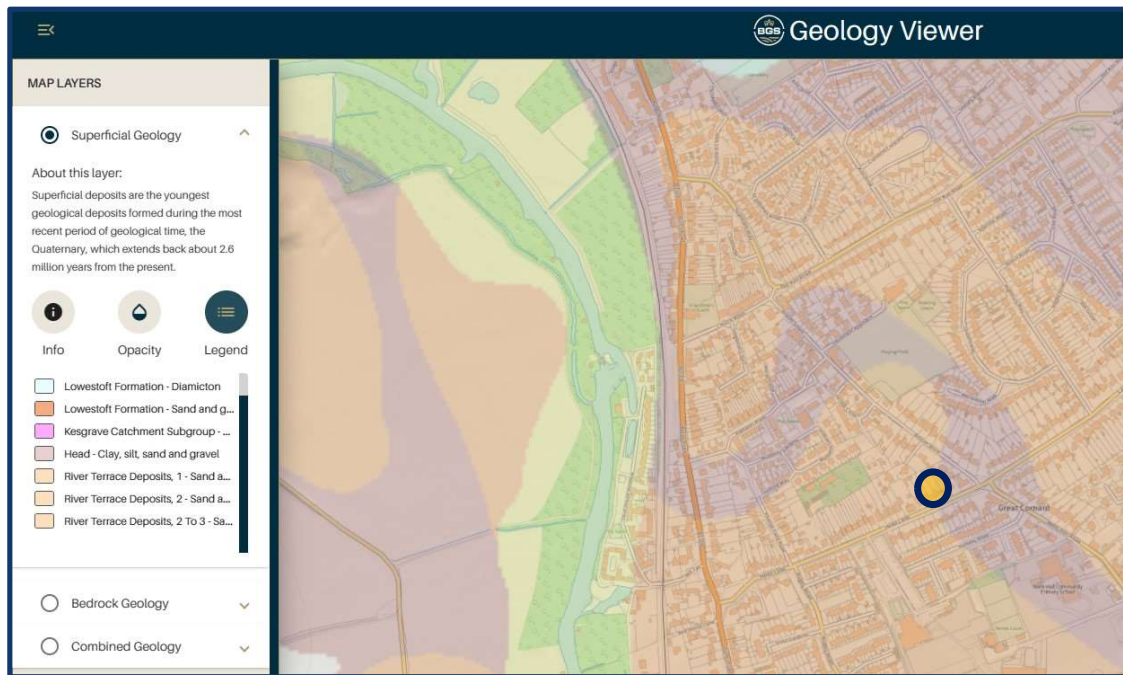 BGS Geology Viewer
MAP LAYERS
Superficial Geology
About this layer:
Superficial deposits are the youngest
geological deposits formed during the most
recent period of geological time, the
Quaternary, which extends back about 2.6
million years from the present.
Info Opacity Legend
Lowestoft Formation - Diamicton
Lowestoft Formation - Sand and g...
Kesgrave Catchment Subgroup - ...
Head - Clay, silt, sand and gravel
River Terrace Deposits, 1 - Sand a...
River Terrace Deposits, 2 - Sand a...
River Terrace Deposits, 2 To 3 - Sa...
Bedrock Geology
Combined Geology
Great Cornard